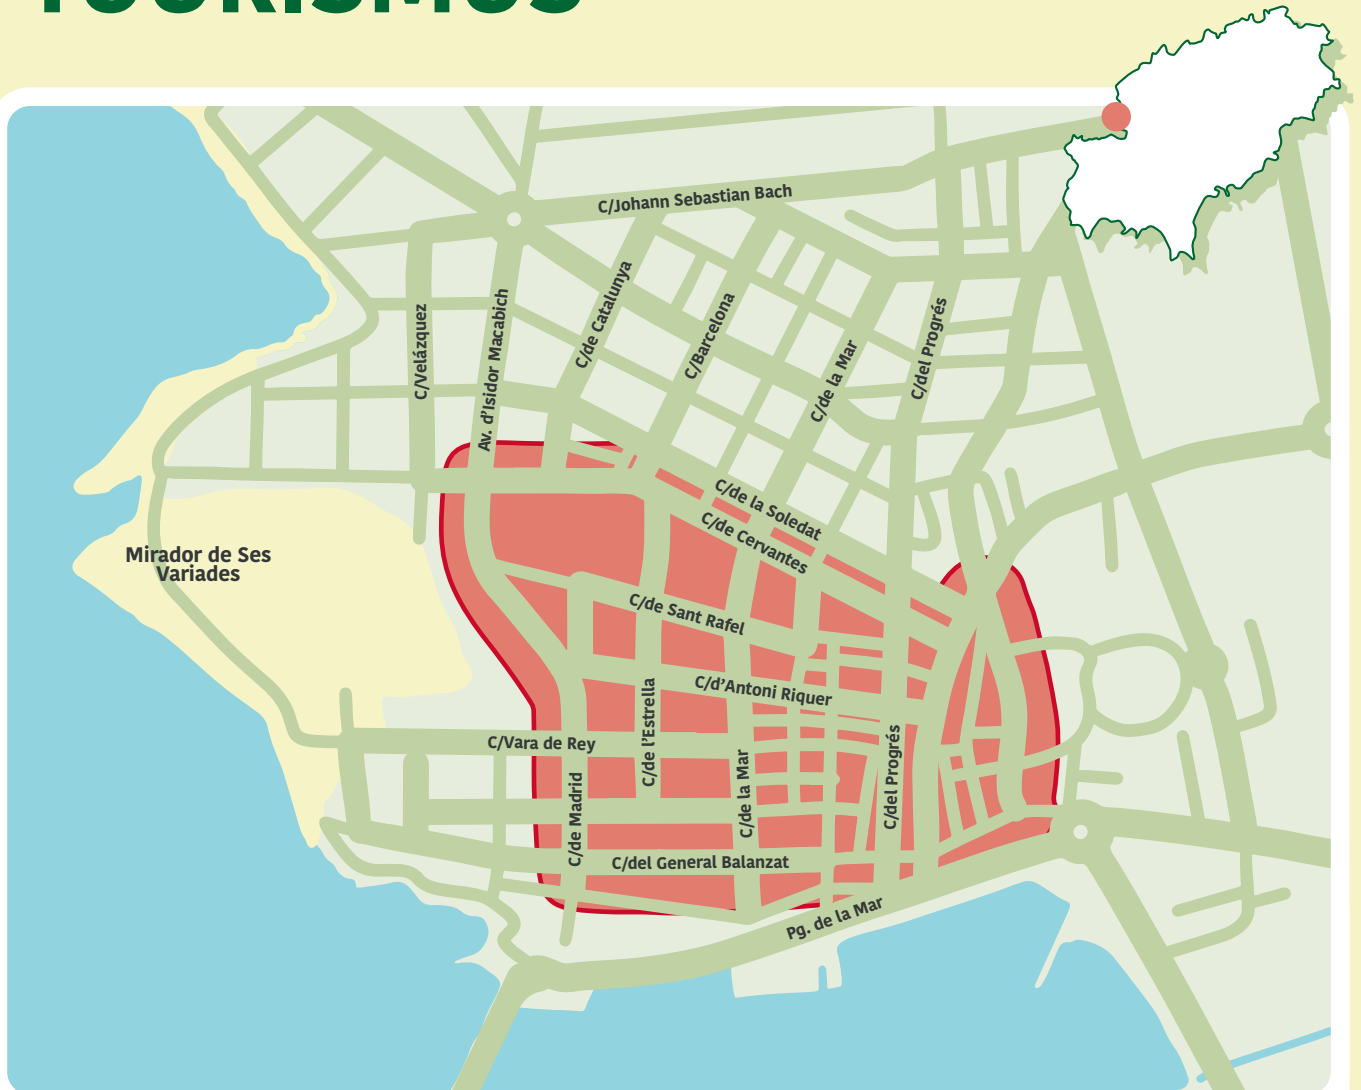 TOURISMOS
C/Johann Sebastian Bach
C/Velázquez
Av. d'Isidor Macabich
C/de Catalunya
C/Barcelona
C/de la Mar
C/del Progrés
C/de la Soledat
C/de Cervantes
Mirador de Ses
Variades
C/de Sant Rafel
C/d'Antoni Riquer
C/de l'Estrella
C/Vara de Rey
C/de Madrid
C/de la Mar
C/del Progrés
C/del General Balanzat
Pg. de la Mar